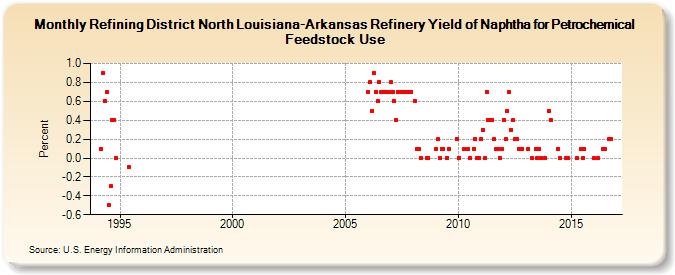 Monthly Refining District North Louisiana-Arkansas Refinery Yield of Naphtha for Petrochemical
Feedstock Use
Percent
1.0
0.8
0.6
0.4
0.2
0.0
-0.2
-0.4
-0.6
1995 2000 2005 2010 2015
Source: U.S. Energy Information Administration